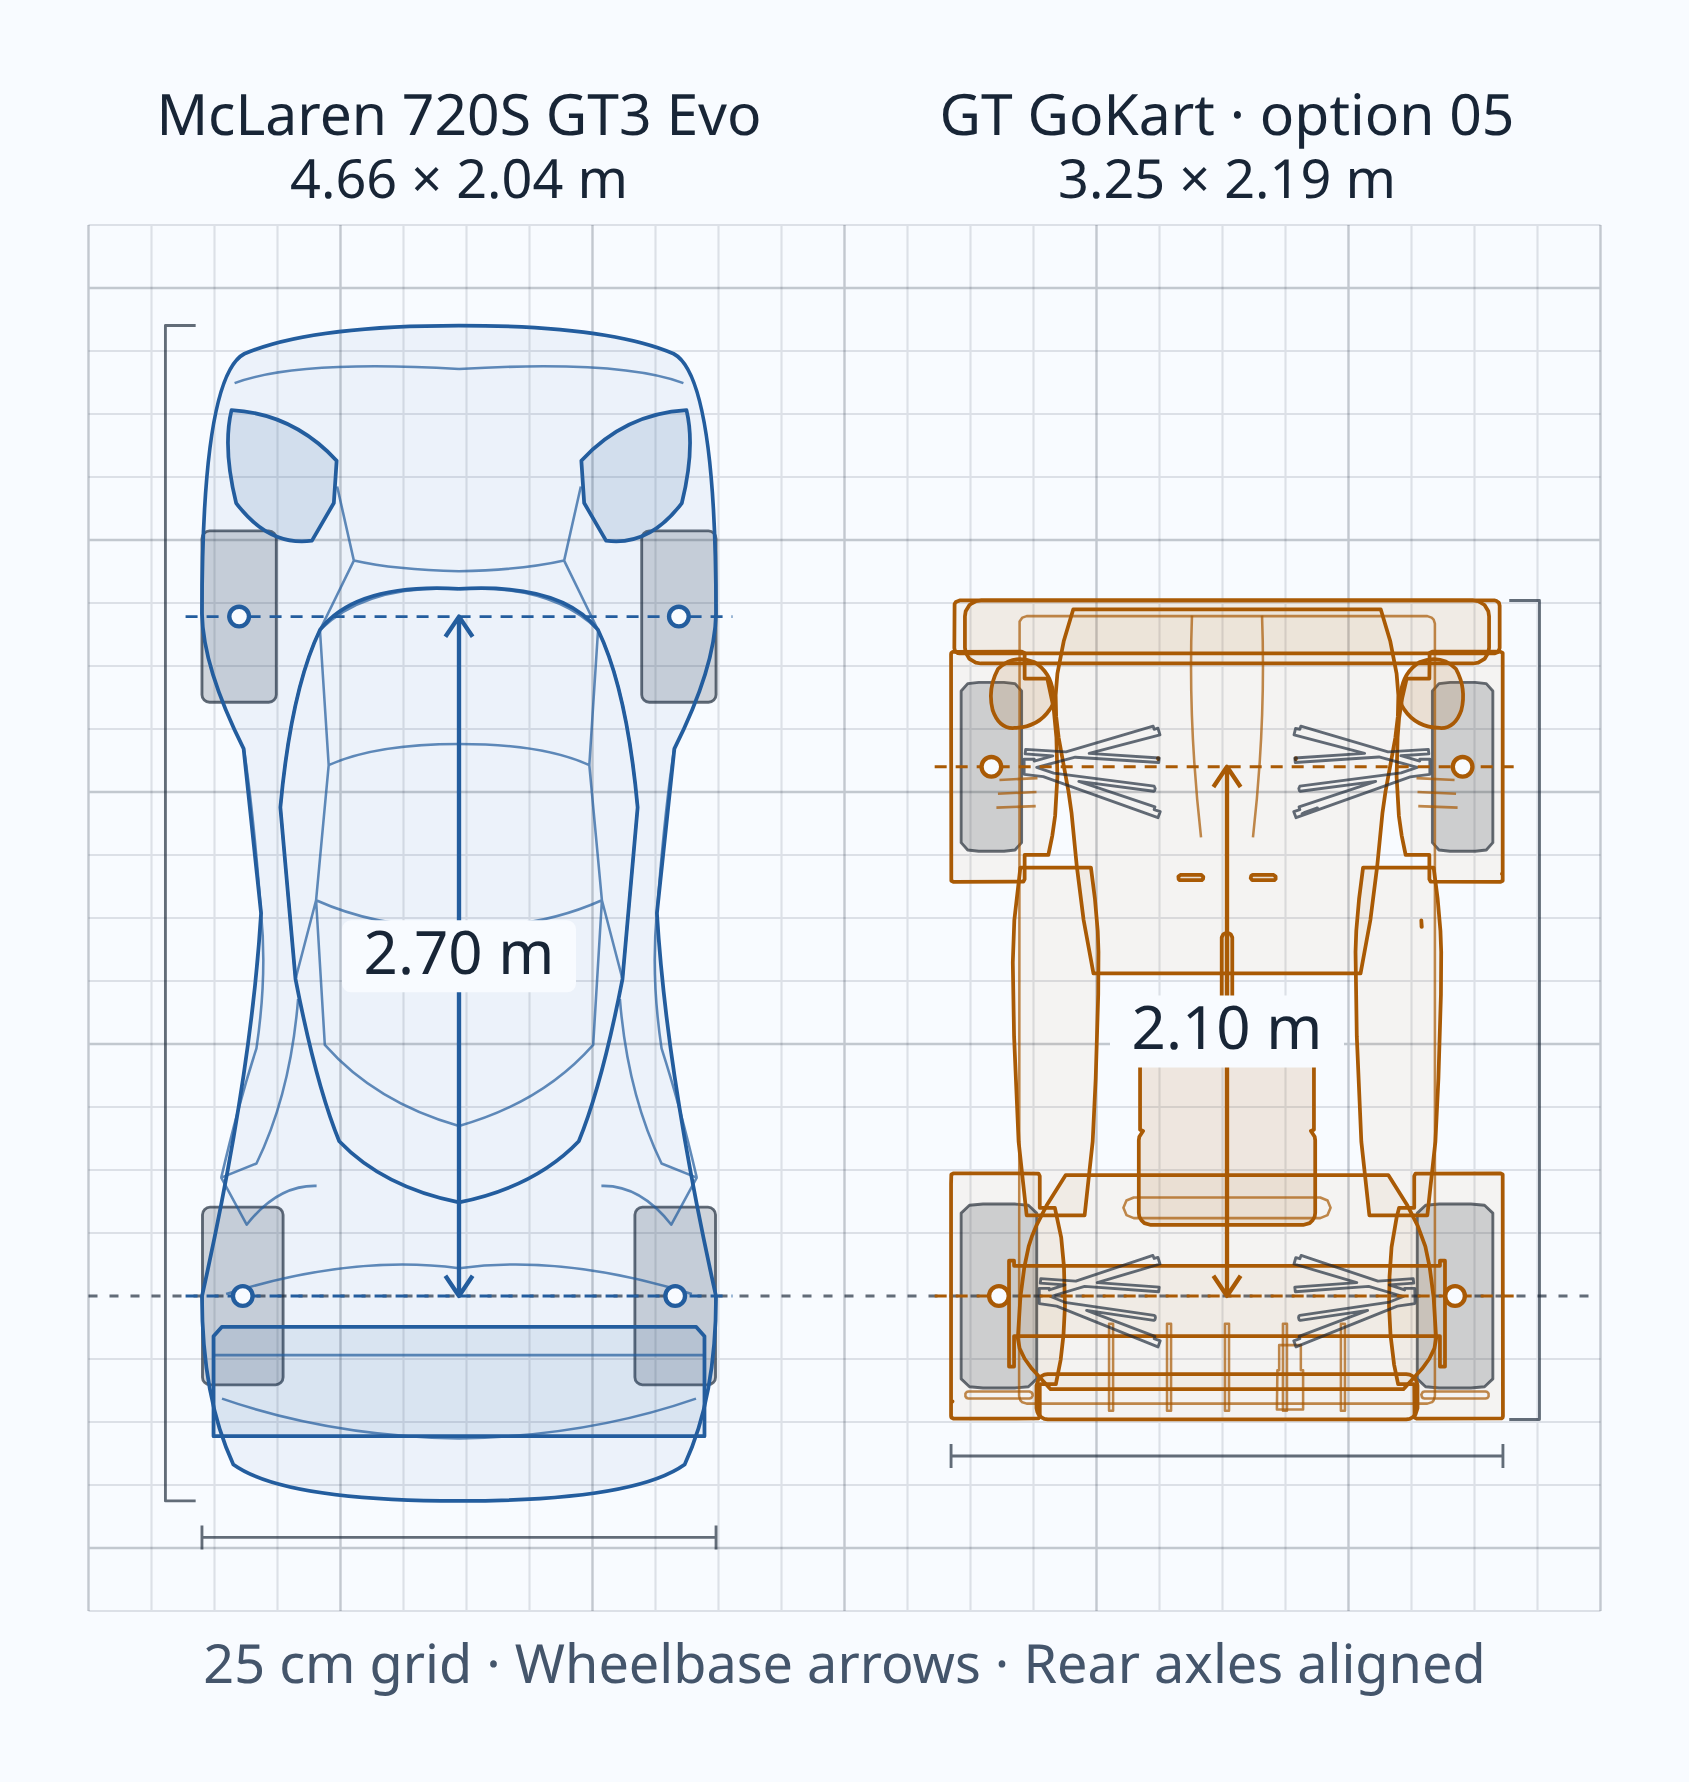 McLaren 720S GT3 Evo
4.66 × 2.04 m
GT GoKart · option 05
3.25 × 2.19 m
2.70 m
2.10 m
25 cm grid · Wheelbase arrows · Rear axles aligned